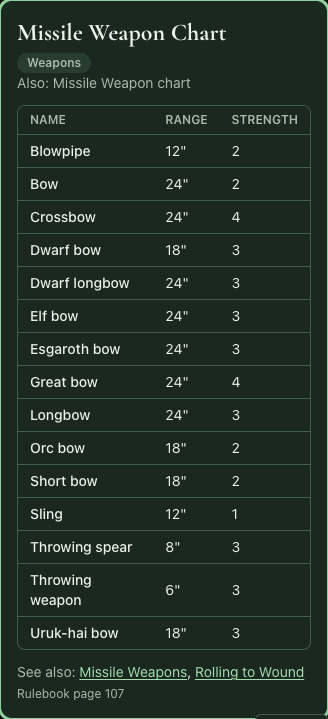 Missile Weapon Chart
Weapons
Also: Missile Weapon chart
NAME RANGE STRENGTH
Blowpipe 12" 2
Bow 24" 2
Crossbow 24" 4
Dwarf bow 18" 3
Dwarf longbow 24" 3
Elf bow 24" 3
Esgaroth bow 24" 3
Great bow 24" 4
Longbow 24" 3
Orc bow 18" 2
Short bow 18" 2
Sling 12" 1
Throwing spear 8" 3
Throwing
weapon 6" 3
Uruk-hai bow 18" 3
See also: Missile Weapons, Rolling to Wound
Rulebook page 107